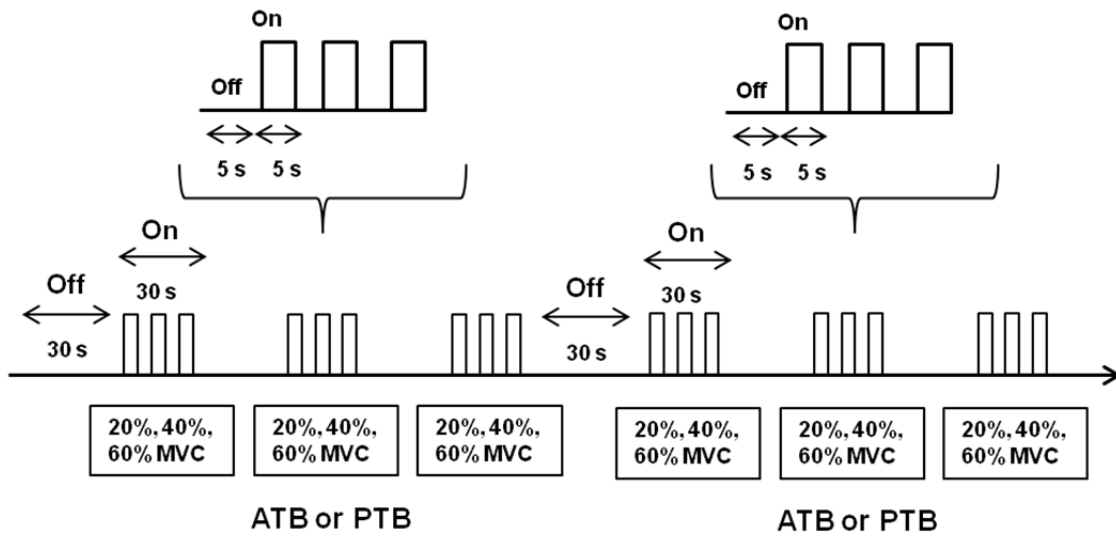 On
Off
5 s
5 s
On
Off
5 s
5 s
On
Off
30 s
30 s
On
Off
30 s
30 s
20%, 40%,
60% MVC
20%, 40%,
60% MVC
20%, 40%,
60% MVC
20%, 40%,
60% MVC
20%, 40%,
60% MVC
20%, 40%,
60% MVC
ATB or PTB
ATB or PTB